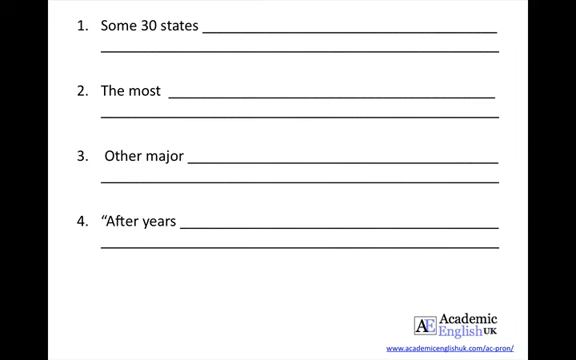 1. Some 30 states
2. The most
3. Other major
4. “After years
AE Academic
English UK
www.academicenglishuk.com/ac-pron/